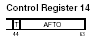 Control Register 14
T AFTO
44 63